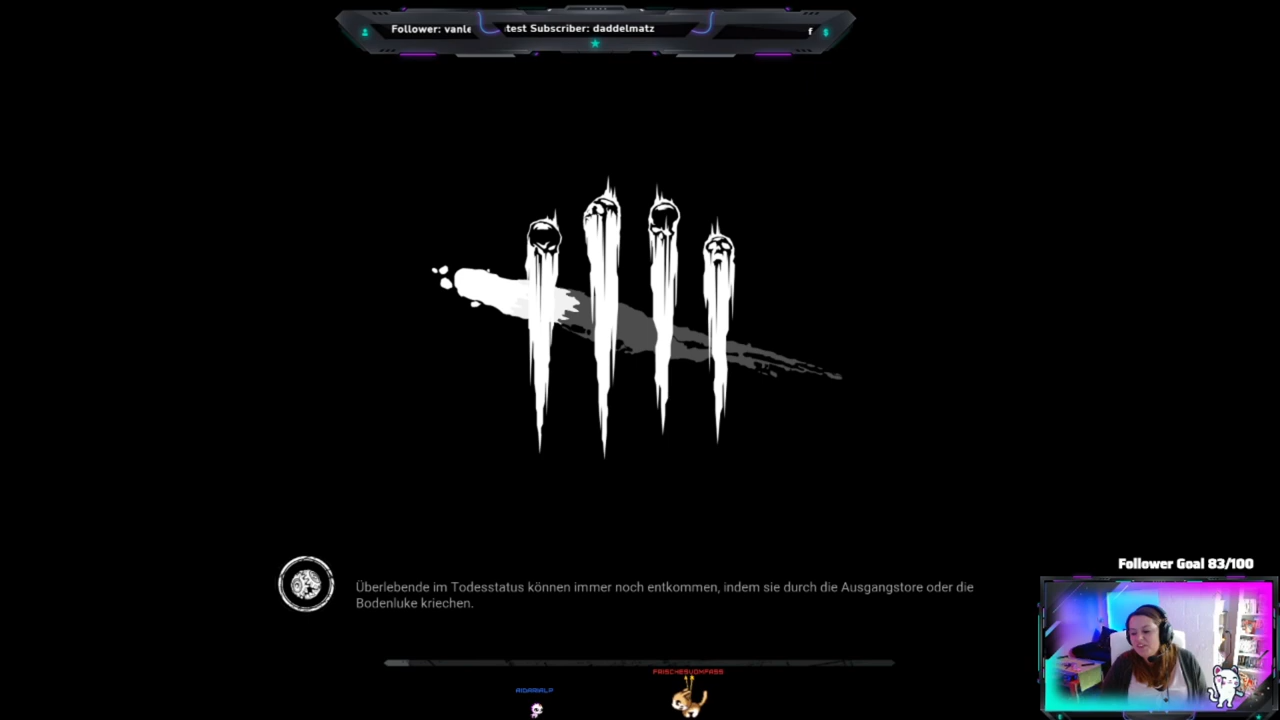 Follower: vanle
test Subscriber: daddelmatz
f
Follower Goal 83/100
Überlebende im Todesstatus können immer noch entkommen, indem sie durch die Ausgangstore oder die
Bodenluke kriechen.
FRISCHESVOMFASS